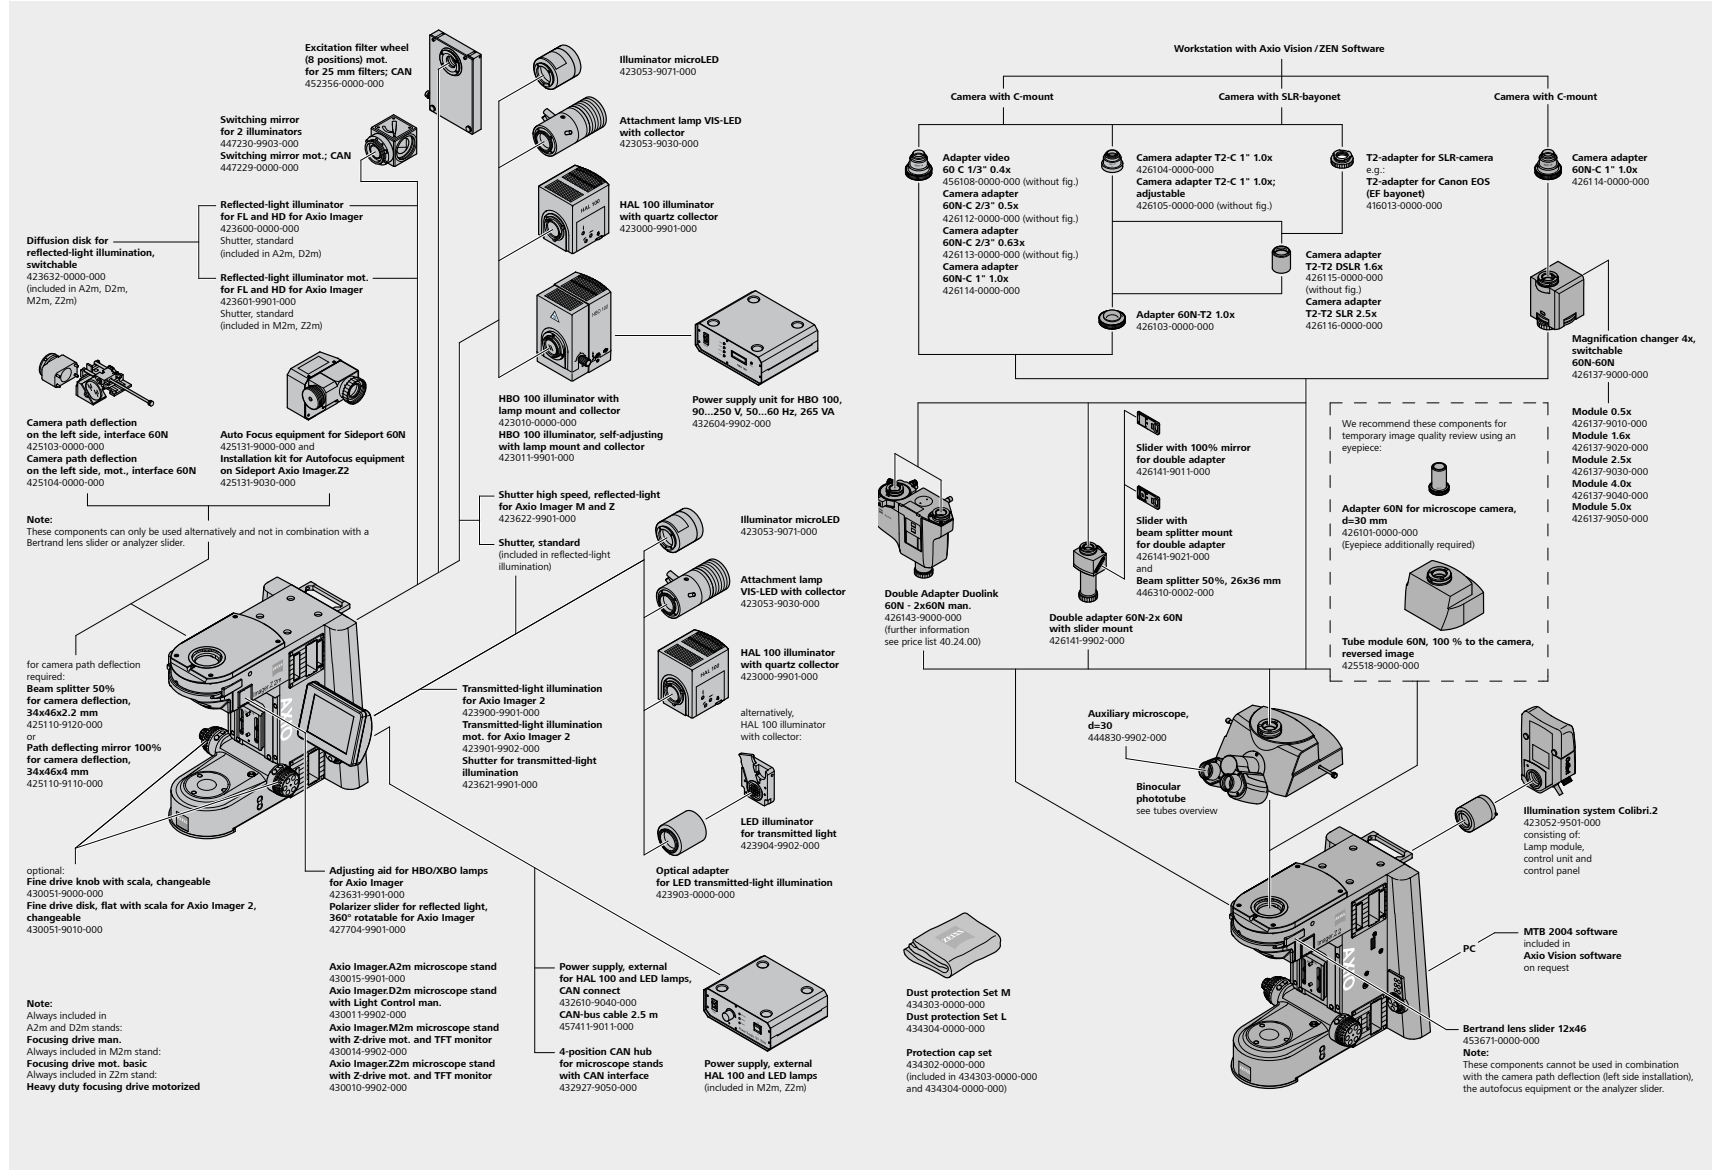 Excitation filter wheel
(8 positions) mot.
for 25 mm filters; CAN
452356-0000-000
Switching mirror
for 2 illuminators
447230-9903-000
Switching mirror mot.; CAN
447229-0000-000
Reflected-light illuminator
for FL and HD for Axio Imager
423600-0000-000
Shutter, standard
(included in A2m, D2m)
Diffusion disk for
reflected-light illumination,
switchable
423632-0000-000
(included in A2m, D2m,
M2m, Z2m)
Reflected-light illuminator mot.
for FL and HD for Axio Imager
423601-9901-000
Shutter, standard
(included in M2m, Z2m)
Camera path deflection
on the left side, interface 60N
425103-0000-000
Camera path deflection
on the left side, mot., interface 60N
425104-0000-000
Auto Focus equipment for Sideport 60N
425131-9000-000 and
Installation kit for Autofocus equipment
on Sideport Axio Imager.Z2
425131-9030-000
Note:
These components can only be used alternatively and not in combination with a
Bertrand lens slider or analyzer slider.
for camera path deflection
required:
Beam splitter 50%
for camera deflection,
34x46x2.2 mm
425110-9120-000
or
Path deflecting mirror 100%
for camera deflection,
34x46x4 mm
425110-9110-000
optional:
Fine drive knob with scala, changeable
430051-9000-000
Fine drive disk, flat with scala for Axio Imager 2,
changeable
430051-9010-000
Note:
Always included in
A2m and D2m stands:
Focusing drive man.
Always included in M2m stand:
Focusing drive mot. basic
Always included in Z2m stand:
Heavy duty focusing drive motorized
Illuminator microLED
423053-9071-000
Attachment lamp VIS-LED
with collector
423053-9030-000
HAL 100
HAL 100 illuminator
with quartz collector
423000-9901-000
HBO 100
HBO 100 illuminator with
lamp mount and collector
423010-0000-000
HBO 100 illuminator, self-adjusting
with lamp mount and collector
423011-9901-000
Power supply unit for HBO 100,
90...250 V, 50...60 Hz, 265 VA
432604-9902-000
Shutter high speed, reflected-light
for Axio Imager M and Z
423622-9901-000
Shutter, standard
(included in reflected-light
illumination)
Illuminator microLED
423053-9071-000
Attachment lamp
VIS-LED with collector
423053-9030-000
HAL 100
HAL 100 illuminator
with quartz collector
423000-9901-000
alternatively,
HAL 100 illuminator
with collector:
LED illuminator
for transmitted light
423904-9902-000
Optical adapter
for LED transmitted-light illumination
423903-0000-000
Imager.Z2m
AXIO
Transmitted-light illumination
for Axio Imager 2
423900-9901-000
Transmitted-light illumination
mot. for Axio Imager 2
423901-9902-000
Shutter for transmitted-light
illumination
423621-9901-000
Adjusting aid for HBO/XBO lamps
for Axio Imager
423631-9901-000
Polarizer slider for reflected light,
360° rotatable for Axio Imager
427704-9901-000
Axio Imager.A2m microscope stand
430015-9901-000
Axio Imager.D2m microscope stand
with Light Control man.
430011-9902-000
Axio Imager.M2m microscope stand
with Z-drive mot. and TFT monitor
430014-9902-000
Axio Imager.Z2m microscope stand
with Z-drive mot. and TFT monitor
430010-9902-000
Power supply, external
for HAL 100 and LED lamps,
CAN connect
432610-9040-000
CAN-bus cable 2.5 m
457411-9011-000
4-position CAN hub
for microscope stands
with CAN interface
432927-9050-000
Power supply, external
HAL 100 and LED lamps
(included in M2m, Z2m)
Workstation with Axio Vision / ZEN Software
Camera with C-mount
Camera with SLR-bayonet
Camera with C-mount
Adapter video
60 C 1/3" 0.4x
456108-0000-000 (without fig.)
Camera adapter
60N-C 2/3" 0.5x
426112-0000-000 (without fig.)
Camera adapter
60N-C 2/3" 0.63x
426113-0000-000 (without fig.)
Camera adapter
60N-C 1" 1.0x
426114-0000-000
Camera adapter T2-C 1" 1.0x
426104-0000-000
Camera adapter T2-C 1" 1.0x;
adjustable
426105-0000-000 (without fig.)
T2-adapter for SLR-camera
e.g.:
T2-adapter for Canon EOS
(EF bayonet)
416013-0000-000
Camera adapter
60N-C 1" 1.0x
426114-0000-000
Camera adapter
T2-T2 DSLR 1.6x
426115-0000-000
(without fig.)
Camera adapter
T2-T2 SLR 2.5x
426116-0000-000
Adapter 60N-T2 1.0x
426103-0000-000
Magnification changer 4x,
switchable
60N-60N
426137-9000-000
Module 0.5x
426137-9010-000
Module 1.6x
426137-9020-000
Module 2.5x
426137-9030-000
Module 4.0x
426137-9040-000
Module 5.0x
426137-9050-000
Slider with 100% mirror
for double adapter
426141-9011-000
Slider with
beam splitter mount
for double adapter
426141-9021-000
and
Beam splitter 50%, 26x36 mm
446310-0002-000
We recommend these components for
temporary image quality review using an
eyepiece:
Adapter 60N for microscope camera,
d=30 mm
426101-0000-000
(Eyepiece additionally required)
Tube module 60N, 100 % to the camera,
reversed image
425518-9000-000
Double Adapter Duolink
60N - 2x60N man.
426143-9000-000
(further information
see price list 40.24.00)
Double adapter 60N-2x 60N
with slider mount
426141-9902-000
Auxiliary microscope,
d=30
444830-9902-000
Binocular
phototube
see tubes overview
Illumination system Colibri.2
423052-9501-000
consisting of:
Lamp module,
control unit and
control panel
Imager.Z2
AXIO
PC
MTB 2004 software
included in
Axio Vision software
on request
ZEISS
Dust protection Set M
434303-0000-000
Dust protection Set L
434304-0000-000
Protection cap set
434302-0000-000
(included in 434303-0000-000
and 434304-0000-000)
Bertrand lens slider 12x46
453671-0000-000
Note:
These components cannot be used in combination
with the camera path deflection (left side installation),
the autofocus equipment or the analyzer slider.